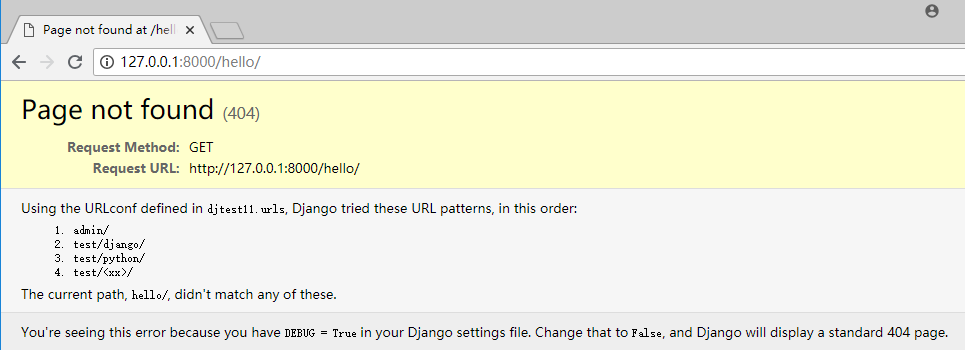 Page not found at /hell
127.0.0.1:8000/hello/
Page not found (404)
Request Method: GET
Request URL: http://127.0.0.1:8000/hello/
Using the URLconf defined in djtest11.urls, Django tried these URL patterns, in this order:
1. admin/
2. test/django/
3. test/python/
4. test/<xx>/
The current path, hello/, didn't match any of these.
You're seeing this error because you have DEBUG = True in your Django settings file. Change that to False, and Django will display a standard 404 page.